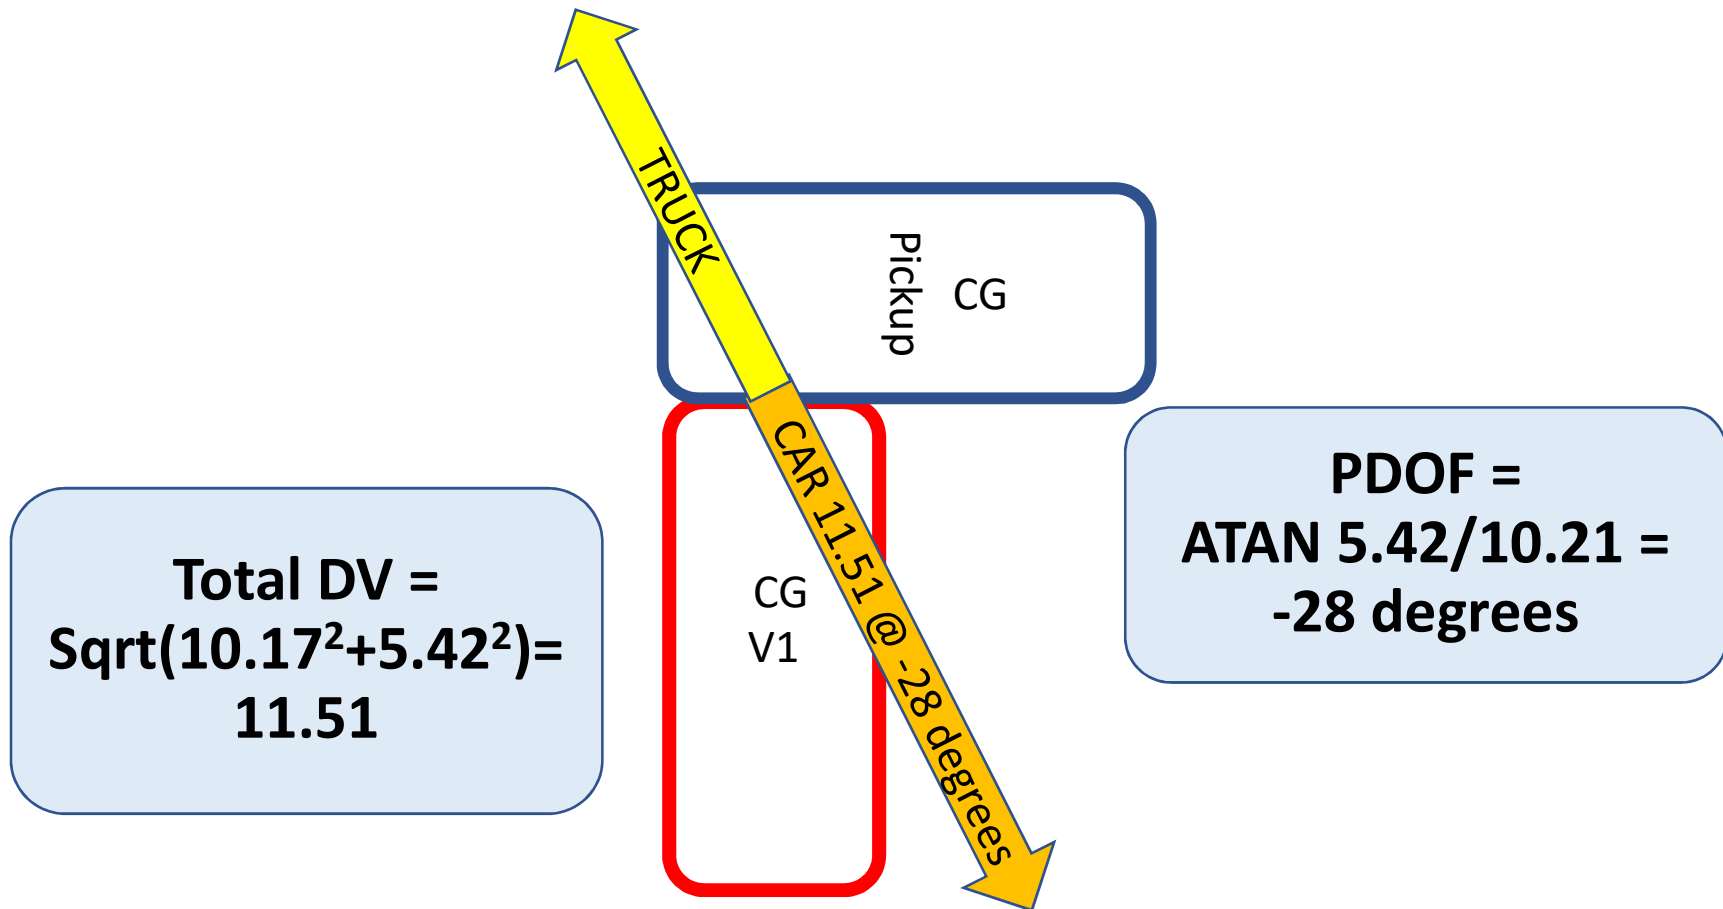 TRUCK
Pickup
CG
CAR 11.51 @ -28 degrees
CG
V1
Total DV =
Sqrt(10.17²+5.42²)=
11.51
PDOF =
ATAN 5.42/10.21 =
-28 degrees